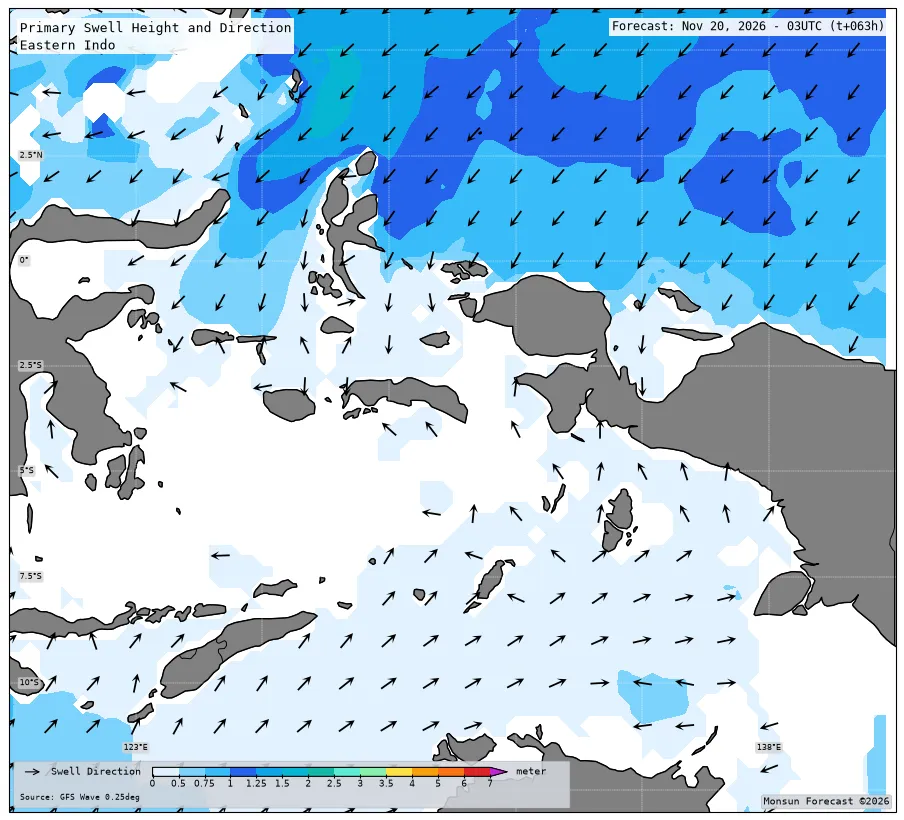 Primary Swell Height and Direction
Eastern Indo
Forecast: Nov 20, 2026 - 03UTC (t+063h)
2.5°N
0°
2.5°S
5°S
7.5°S
10°S
123°E
138°E
Swell Direction
0 0.5 0.75 1 1.25 1.5 2 2.5 3 3.5 4 5 6 7
meter
Source: GFS Wave 0.25deg
Monsun Forecast ©2026